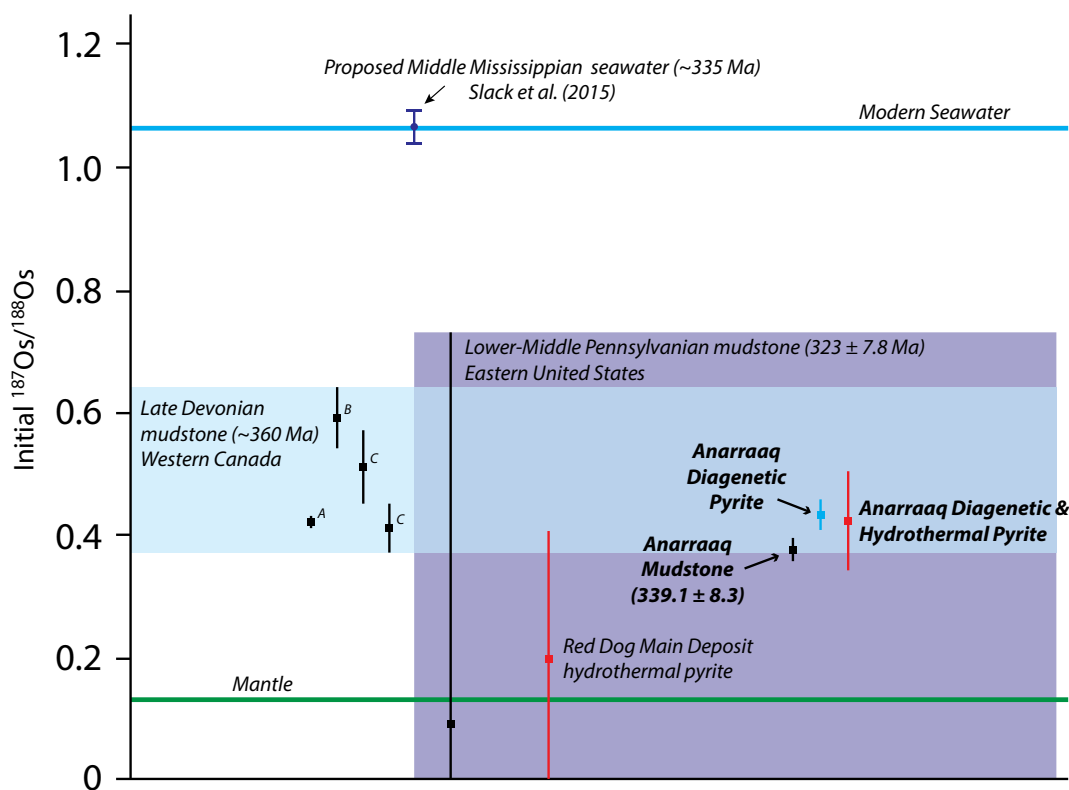 1.2
Proposed Middle Mississippian seawater (~335 Ma)
Slack et al. (2015)
Modern Seawater
1.0
0.8
Initial ¹⁸⁷Os/¹⁸⁸Os
Lower-Middle Pennsylvanian mudstone (323 ± 7.8 Ma)
Eastern United States
0.6
Late Devonian
mudstone (~360 Ma)
Western Canada
B
C
A
C
Anarraaq
Diagenetic
Pyrite
Anarraaq Diagenetic &
Hydrothermal Pyrite
0.4
Anarraaq
Mudstone
(339.1 ± 8.3)
0.2
Red Dog Main Deposit
hydrothermal pyrite
Mantle
0